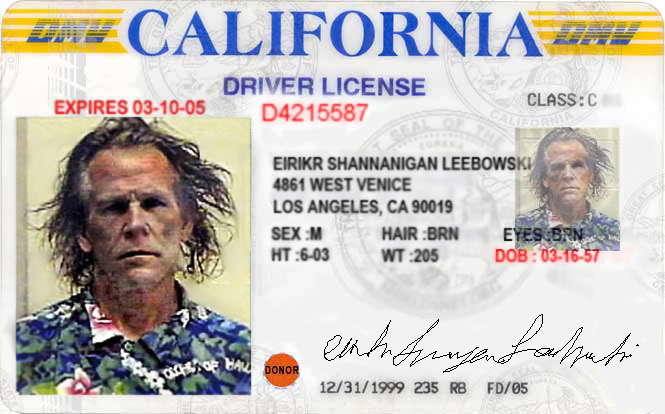 DMV CALIFORNIA DMV
DRIVER LICENSE
EXPIRES 03-10-05
D4215587
CLASS:C
EIRIKR SHANNANIGAN LEEBOWSKI
4861 WEST VENICE
LOS ANGELES, CA 90019
SEX :M HAIR :BRN EYES :BRN
HT :6-03 WT :205 DOB : 03-16-57
DONOR
12/31/1999 235 RB FD/05